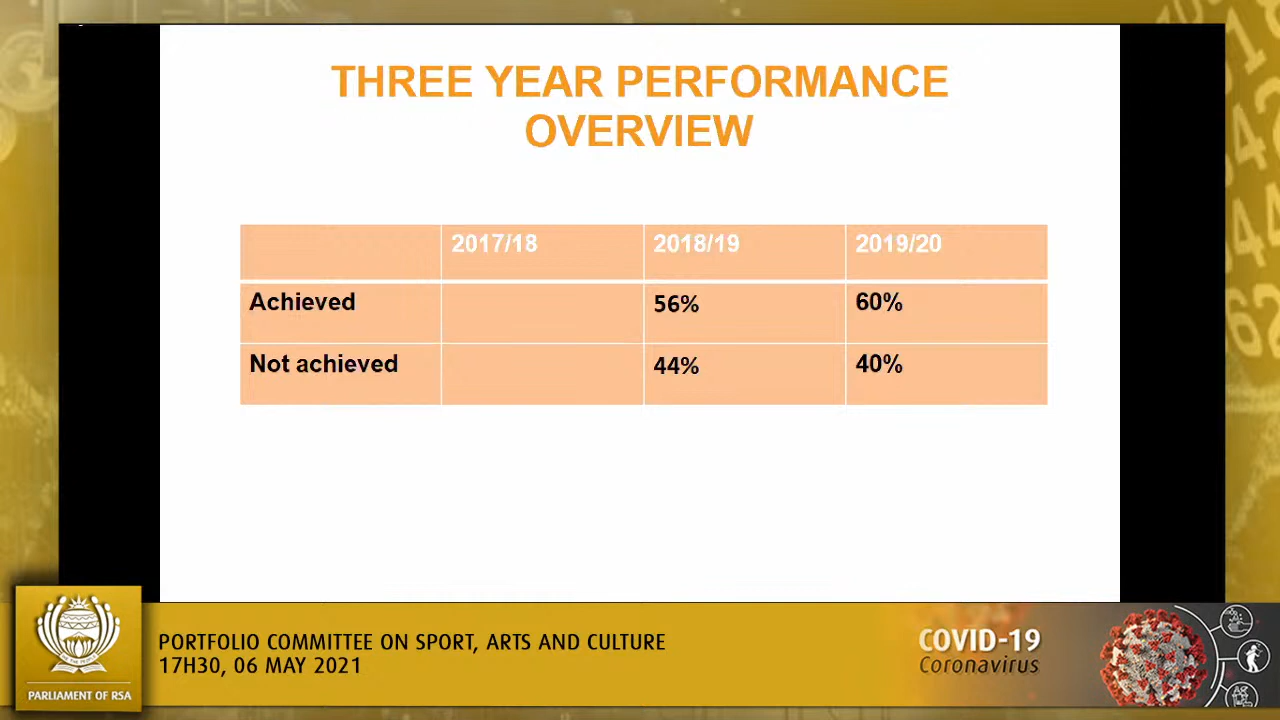 THREE YEAR PERFORMANCE
OVERVIEW
2017/18 2018/19 2019/20
Achieved 56% 60%
Not achieved 44% 40%
PORTFOLIO COMMITTEE ON SPORT, ARTS AND CULTURE
17H30, 06 MAY 2021
PARLIAMENT OF RSA
COVID-19
Coronavirus